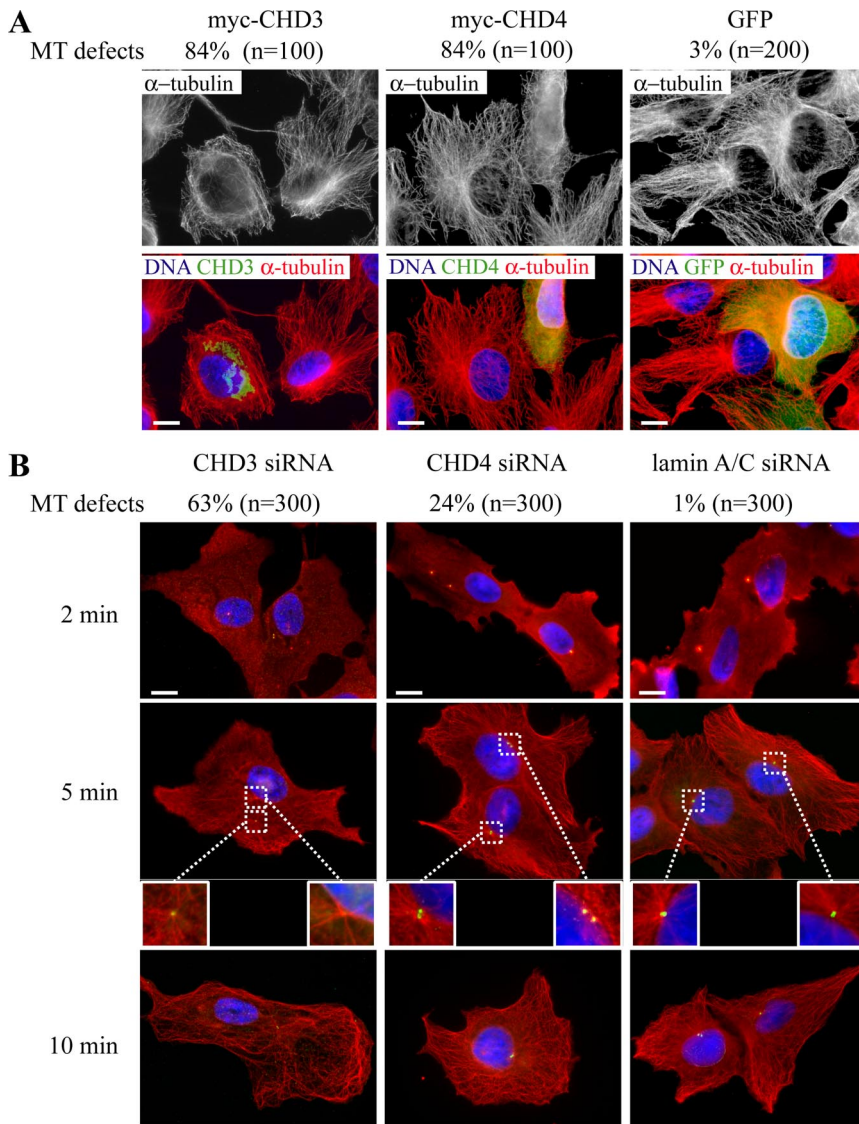 A
myc-CHD3 myc-CHD4 GFP
MT defects 84% (n=100) 84% (n=100) 3% (n=200)
α–tubulin α–tubulin α–tubulin
DNA CHD3 α-tubulin DNA CHD4 α-tubulin DNA GFP α-tubulin
B
CHD3 siRNA CHD4 siRNA lamin A/C siRNA
MT defects 63% (n=300) 24% (n=300) 1% (n=300)
2 min
5 min
10 min